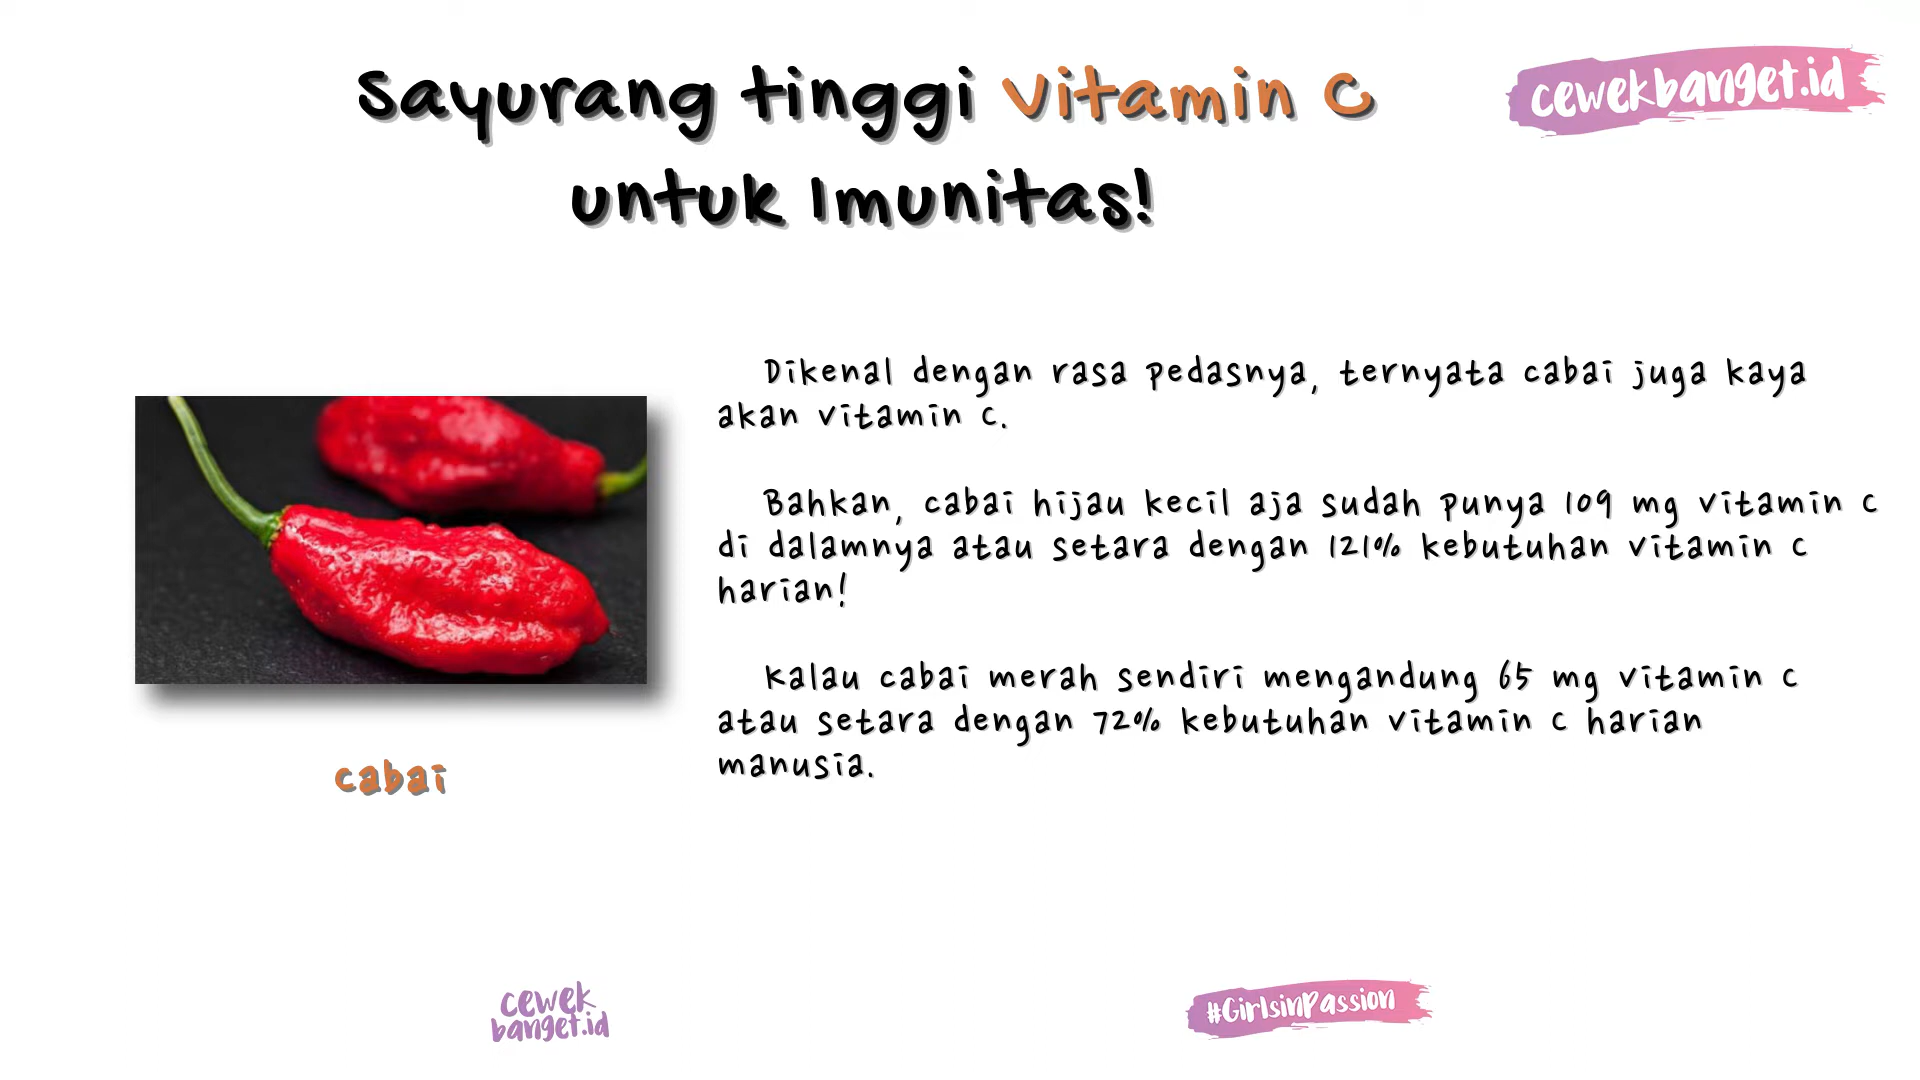 Sayurang tinggi Vitamin C
untuk Imunitas!
cewekbanget.id
Dikenal dengan rasa pedasnya, ternyata cabai juga kaya
akan vitamin C.
Bahkan, cabai hijau kecil aja sudah punya 109 mg vitamin C
di dalamnya atau setara dengan 121% kebutuhan vitamin C
harian!
Kalau cabai merah sendiri mengandung 65 mg vitamin C
atau setara dengan 72% kebutuhan vitamin C harian
manusia.
cabai
cewek
banget.id
#GirlsinPassion